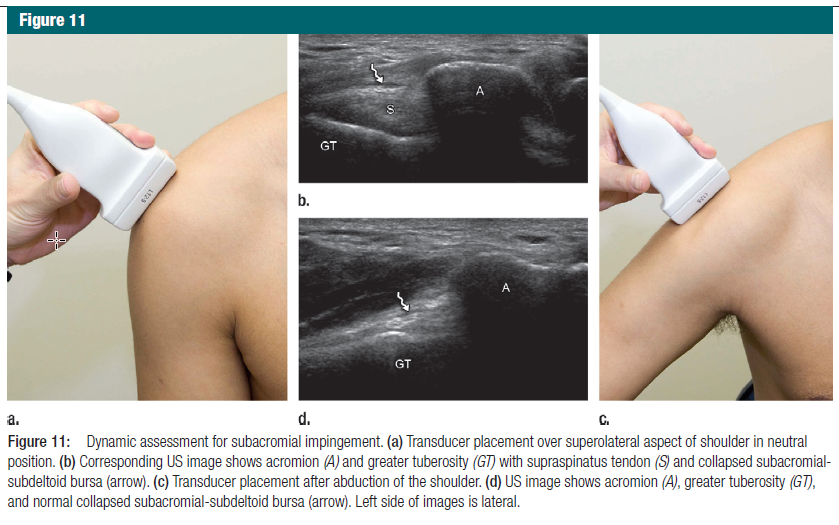 Figure 11
S
A
GT
b.
A
GT
a.
d.
c.
Figure 11: Dynamic assessment for subacromial impingement. (a) Transducer placement over superolateral aspect of shoulder in neutral
position. (b) Corresponding US image shows acromion (A) and greater tuberosity (GT) with supraspinatus tendon (S) and collapsed subacromial-
subdeltoid bursa (arrow). (c) Transducer placement after abduction of the shoulder. (d) US image shows acromion (A), greater tuberosity (GT),
and normal collapsed subacromial-subdeltoid bursa (arrow). Left side of images is lateral.